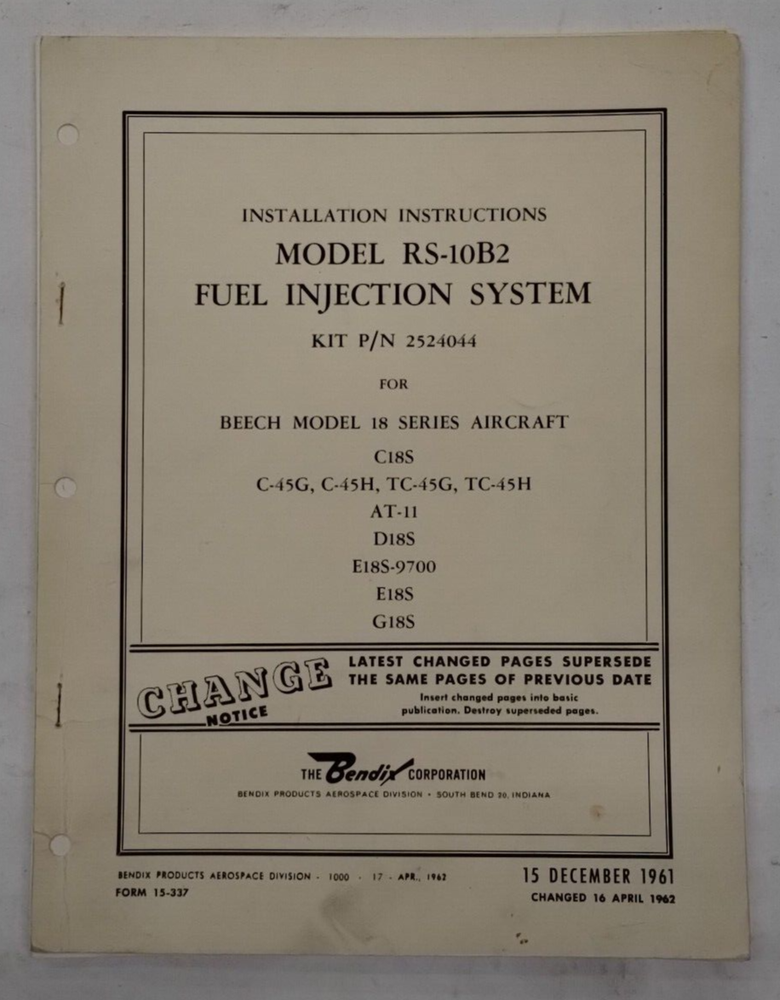 INSTALLATION INSTRUCTIONS
MODEL RS-10B2
FUEL INJECTION SYSTEM
KIT P/N 2524044
FOR
BEECH MODEL 18 SERIES AIRCRAFT
C18S
C-45G, C-45H, TC-45G, TC-45H
AT-11
D18S
E18S-9700
E18S
G18S
CHANGE
NOTICE
LATEST CHANGED PAGES SUPERSEDE
THE SAME PAGES OF PREVIOUS DATE
Insert changed pages into basic
publication. Destroy superseded pages.
THE Bendix CORPORATION
BENDIX PRODUCTS AEROSPACE DIVISION • SOUTH BEND 20, INDIANA
BENDIX PRODUCTS AEROSPACE DIVISION - 1000 - 17 - APR., 1962
FORM 15-337
15 DECEMBER 1961
CHANGED 16 APRIL 1962